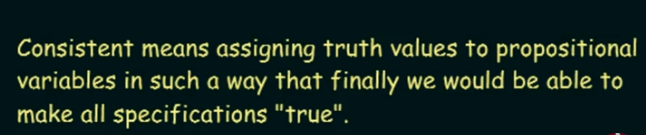 Consistent means assigning truth values to propositional
variables in such a way that finally we would be able to
make all specifications "true".